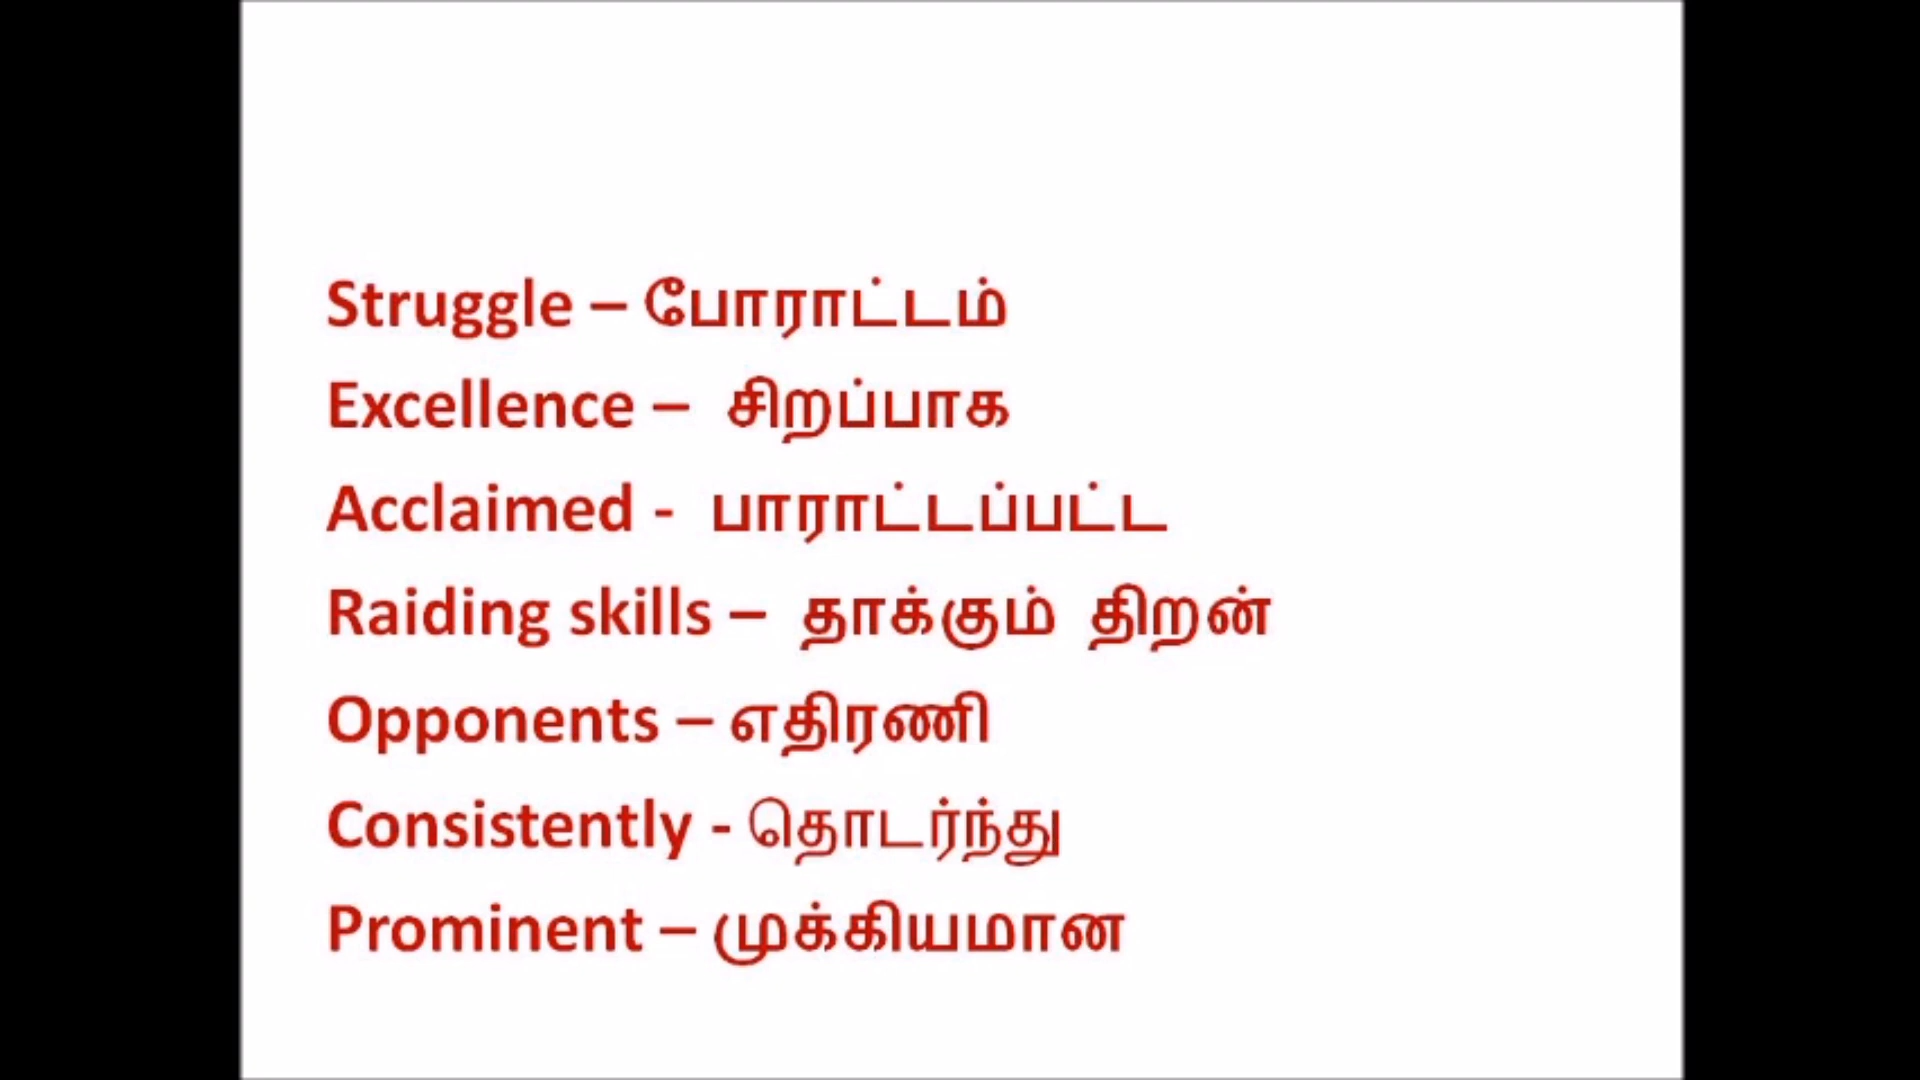 Struggle – போராட்டம்
Excellence – சிறப்பாக
Acclaimed - பாராட்டப்பட்ட
Raiding skills – தாக்கும் திறன்
Opponents – எதிரணி
Consistently - தொடர்ந்து
Prominent – முக்கியமான